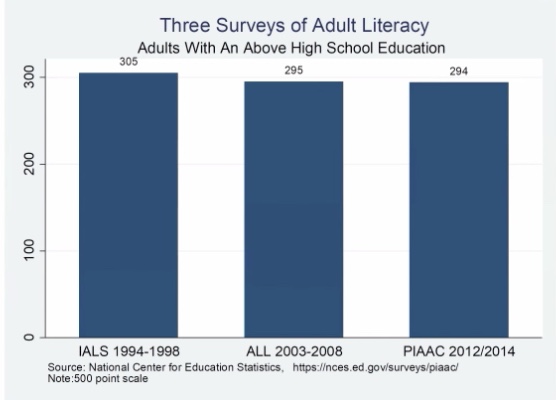 Three Surveys of Adult Literacy
Adults With An Above High School Education
305
295
294
300
200
100
0
IALS 1994-1998
ALL 2003-2008
PIAAC 2012/2014
Source: National Center for Education Statistics, https://nces.ed.gov/surveys/piaac/
Note:500 point scale